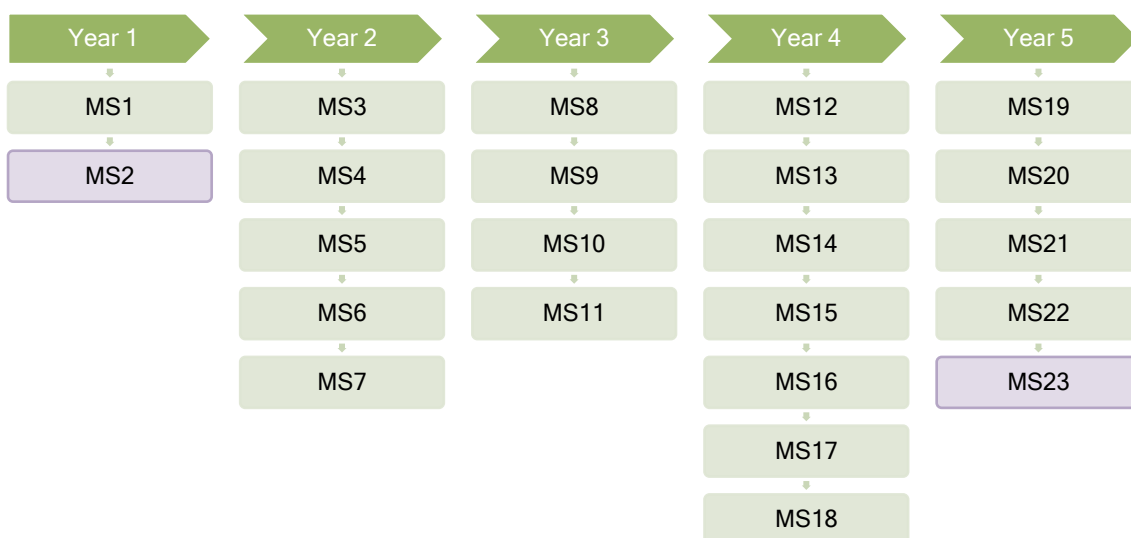 Year 1
MS1
MS2
Year 2
MS3
MS4
MS5
MS6
MS7
Year 3
MS8
MS9
MS10
MS11
Year 4
MS12
MS13
MS14
MS15
MS16
MS17
MS18
Year 5
MS19
MS20
MS21
MS22
MS23